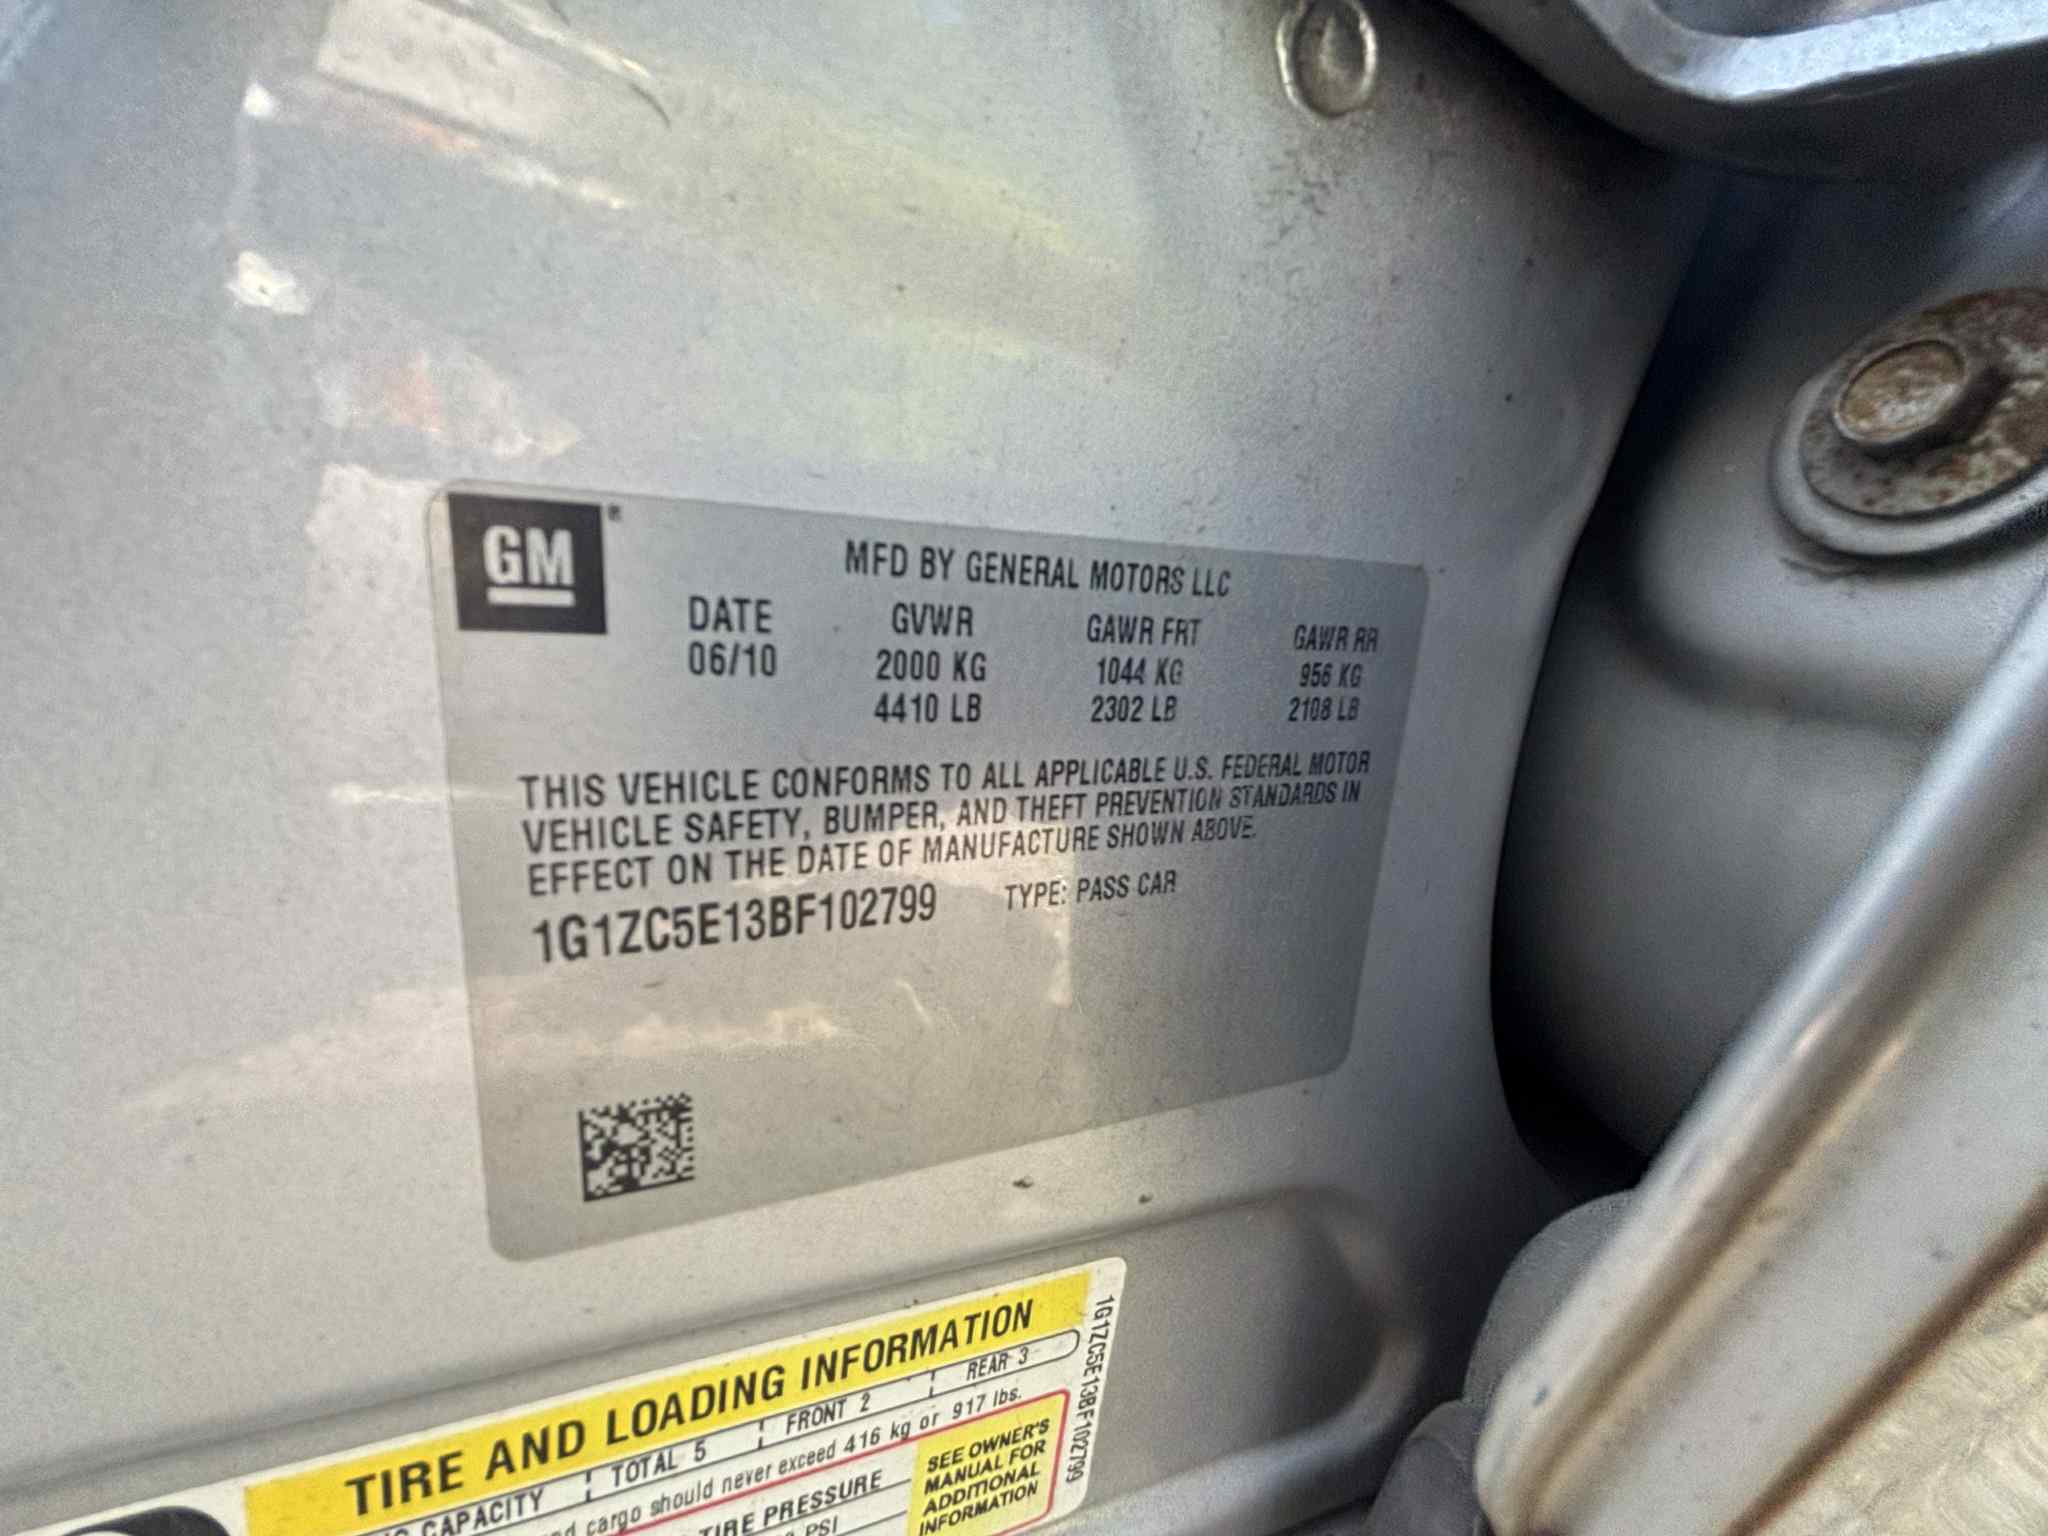 GM®
MFD BY GENERAL MOTORS LLC
DATE GVWR GAWR FRT GAWR RR
06/10 2000 KG 1044 KG 956 KG
4410 LB 2302 LB 2108 LB
THIS VEHICLE CONFORMS TO ALL APPLICABLE U.S. FEDERAL MOTOR
VEHICLE SAFETY, BUMPER, AND THEFT PREVENTION STANDARDS IN
EFFECT ON THE DATE OF MANUFACTURE SHOWN ABOVE.
1G1ZC5E13BF102799 TYPE: PASS CAR
TIRE AND LOADING INFORMATION
CAPACITY TOTAL 5 FRONT 2 REAR 3
cargo should never exceed 416 kg or 917 lbs.
TIRE PRESSURE
PSI
SEE OWNER'S
MANUAL FOR
ADDITIONAL
INFORMATION
1G1ZC5E13BF102799